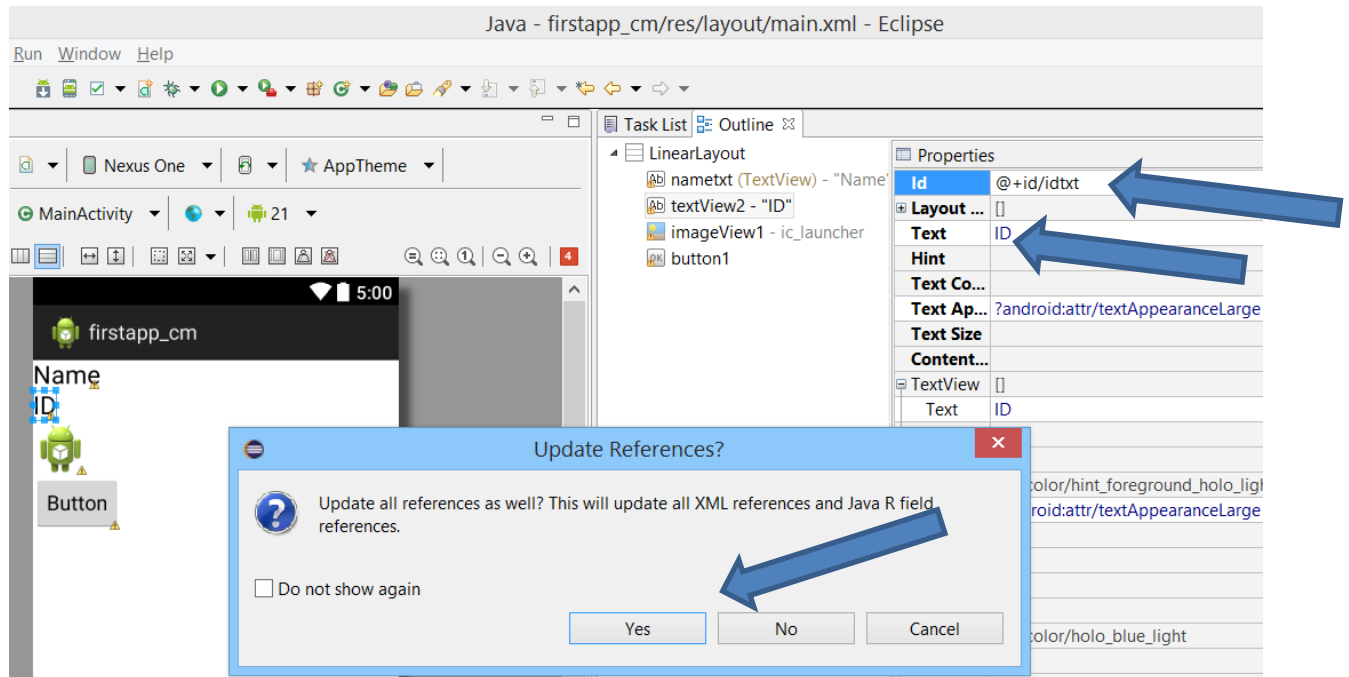 Java - firstapp_cm/res/layout/main.xml - Eclipse
Run Window Help
Task List Outline
Nexus One AppTheme
MainActivity 21
4
LinearLayout
nametxt (TextView) - "Name"
textView2 - "ID"
imageView1 - ic_launcher
button1
Properties
Id @+id/idtxt
Layout ... []
Text ID
Hint
Text Co...
Text Ap... ?android:attr/textAppearanceLarge
Text Size
Content...
TextView []
Text ID
5:00
firstapp_cm
Name
ID
Button
Update References?
Update all references as well? This will update all XML references and Java R field
references.
Do not show again
Yes No Cancel
color/hint_foreground_holo_ligh
roid:attr/textAppearanceLarge
color/holo_blue_light